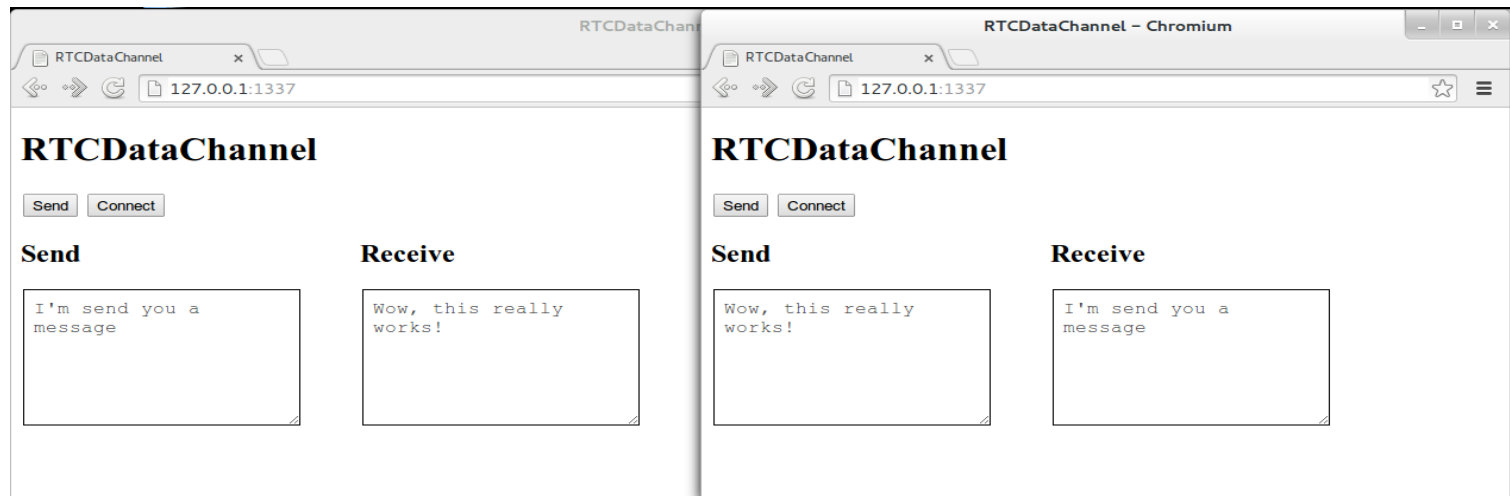 RTCDataChann
RTCDataChannel
127.0.0.1:1337
RTCDataChannel
Send Connect
Send Receive
I'm send you a
message
Wow, this really
works!
RTCDataChannel - Chromium
RTCDataChannel
127.0.0.1:1337
RTCDataChannel
Send Connect
Send Receive
Wow, this really
works!
I'm send you a
message